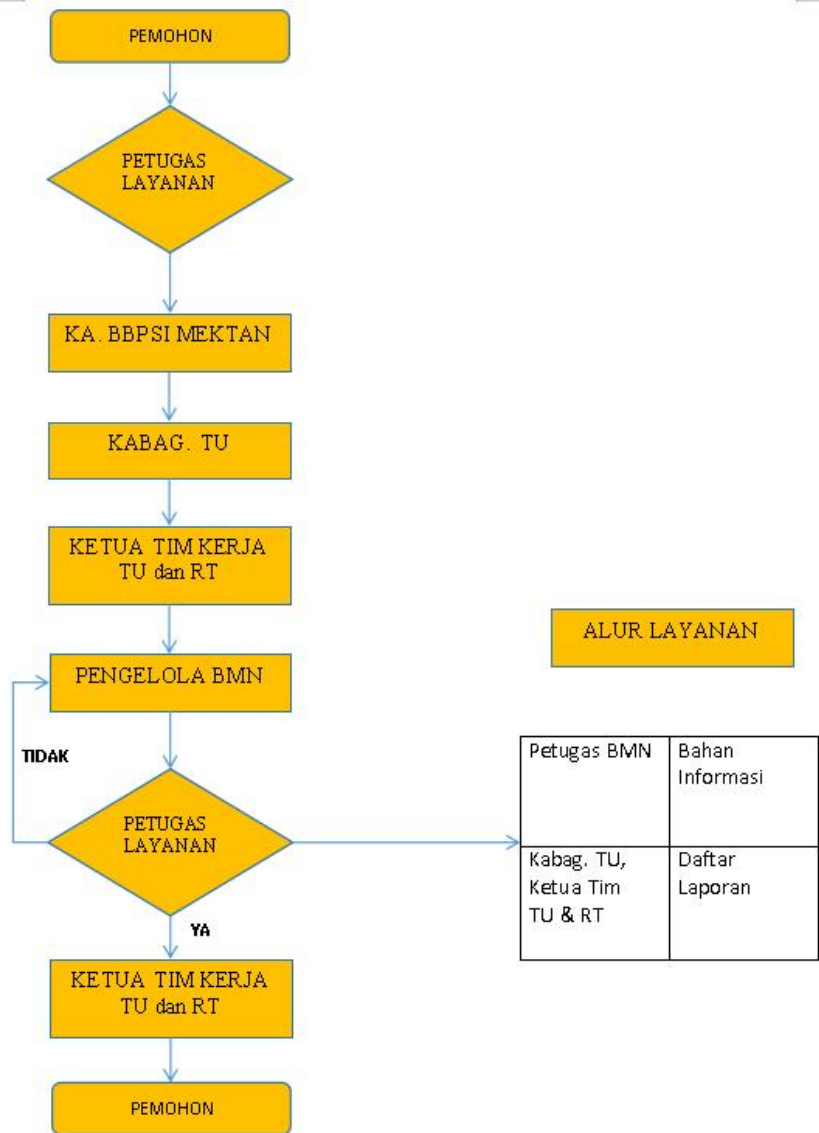 PEMOHON
PETUGAS
LAYANAN
KA. BBPSI MEKTAN
KABAG. TU
KETUA TIM KERJA
TU dan RT
ALUR LAYANAN
PENGELOLA BMN
TIDAK
PETUGAS
LAYANAN
Petugas BMN
Bahan
Informasi
Kabag. TU,
Ketua Tim
TU & RT
Daftar
Laporan
YA
KETUA TIM KERJA
TU dan RT
PEMOHON